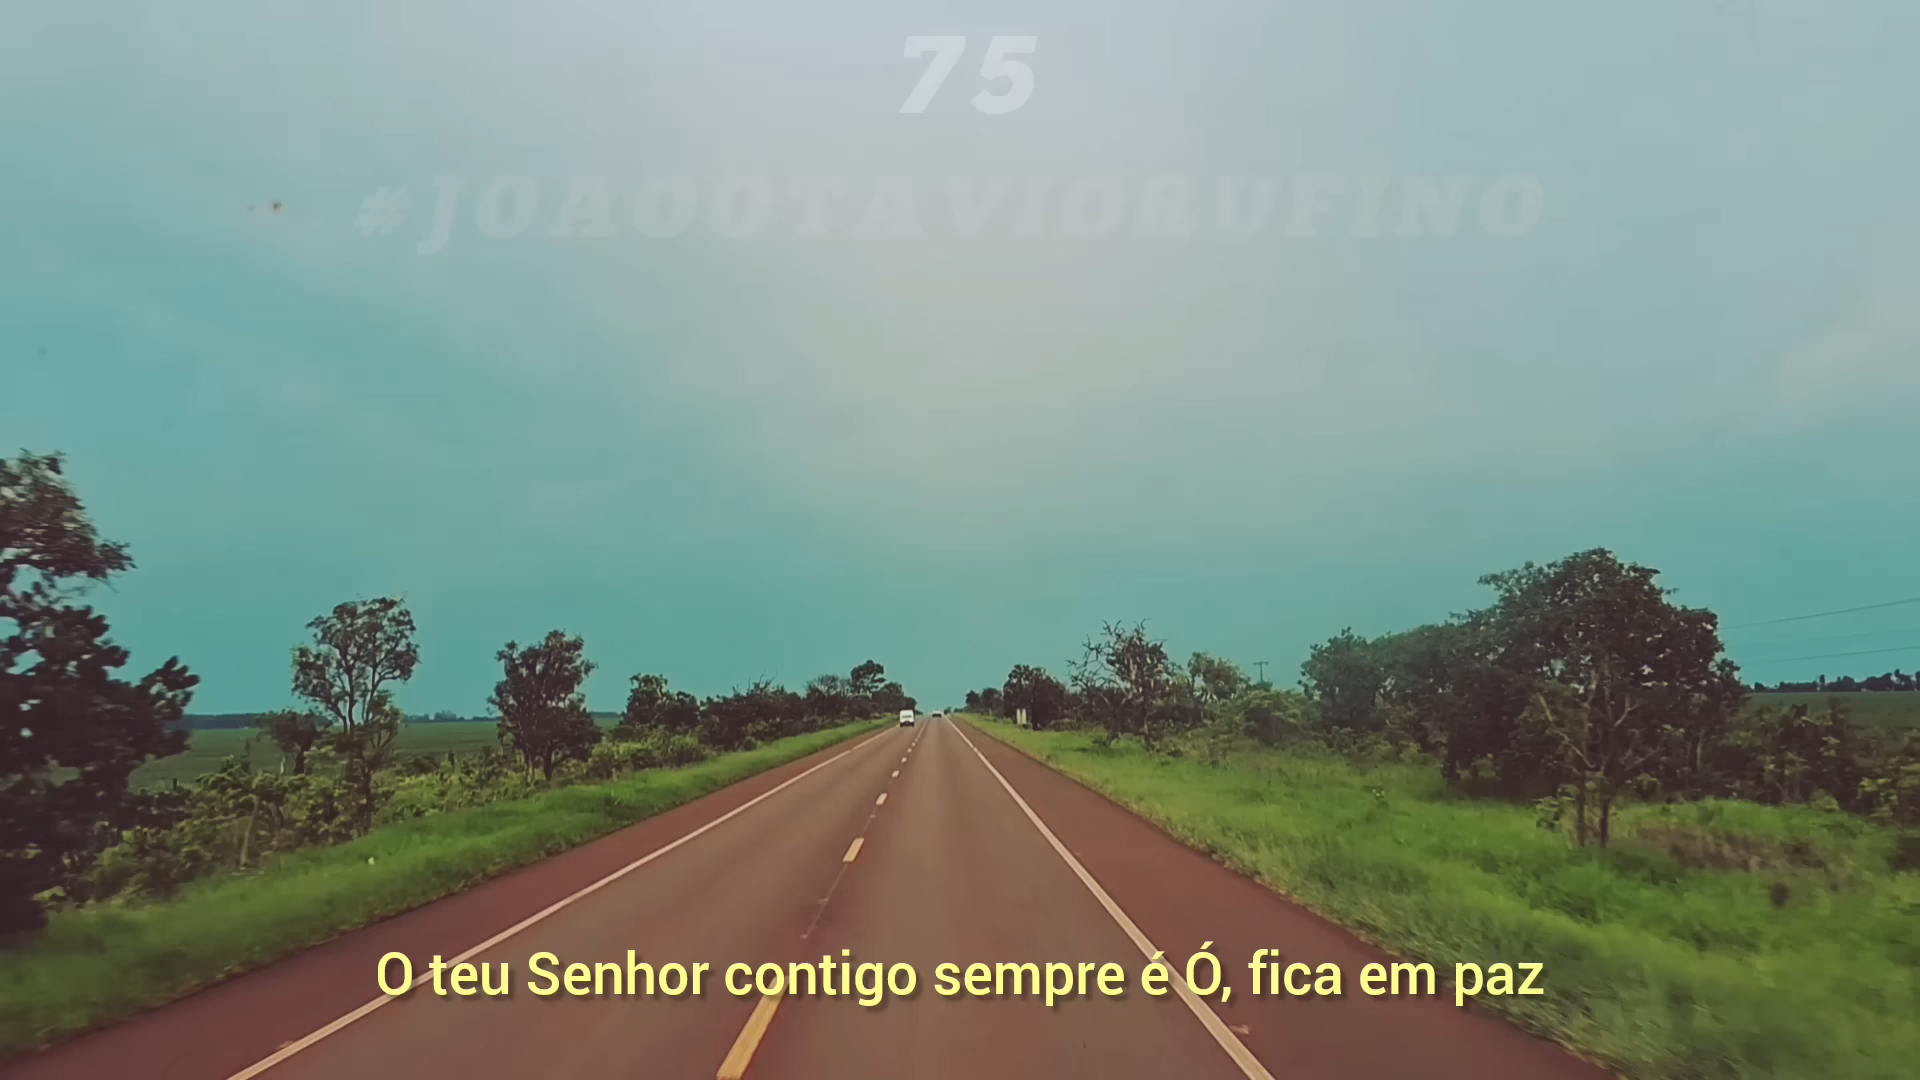 75
#JOAOOTAVIORUFINO
O teu Senhor contigo sempre é Ó, fica em paz